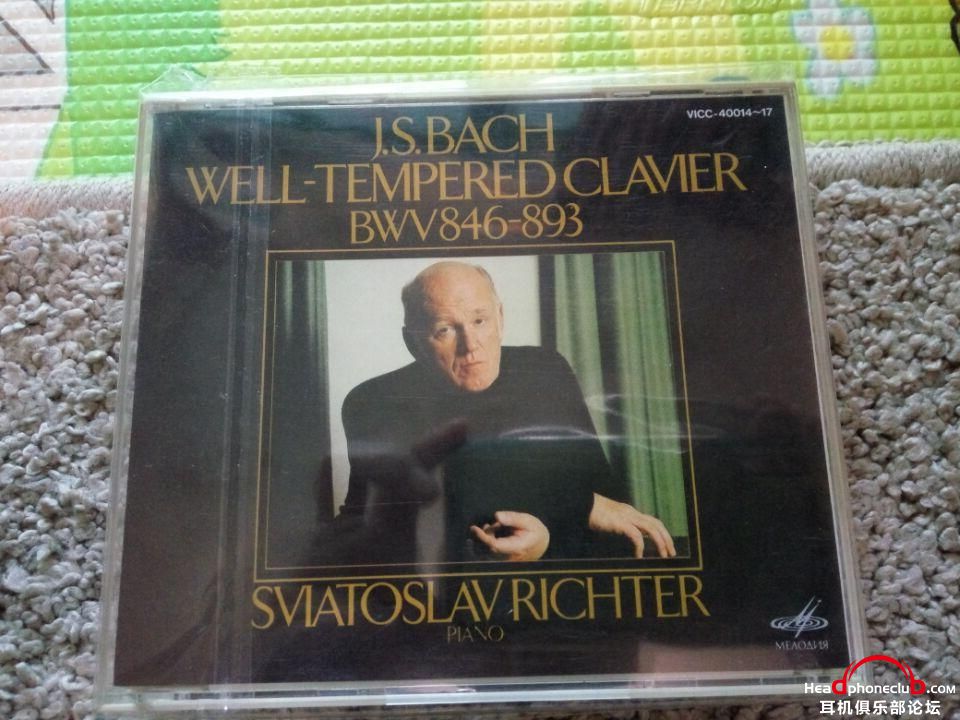 VICC-40014~17
J.S.BACH
WELL-TEMPERED CLAVIER
BWV846-893
SVIATOSLAV RICHTER
PIANO
МЕЛОДИЯ
Headphoneclub.com
耳机俱乐部论坛